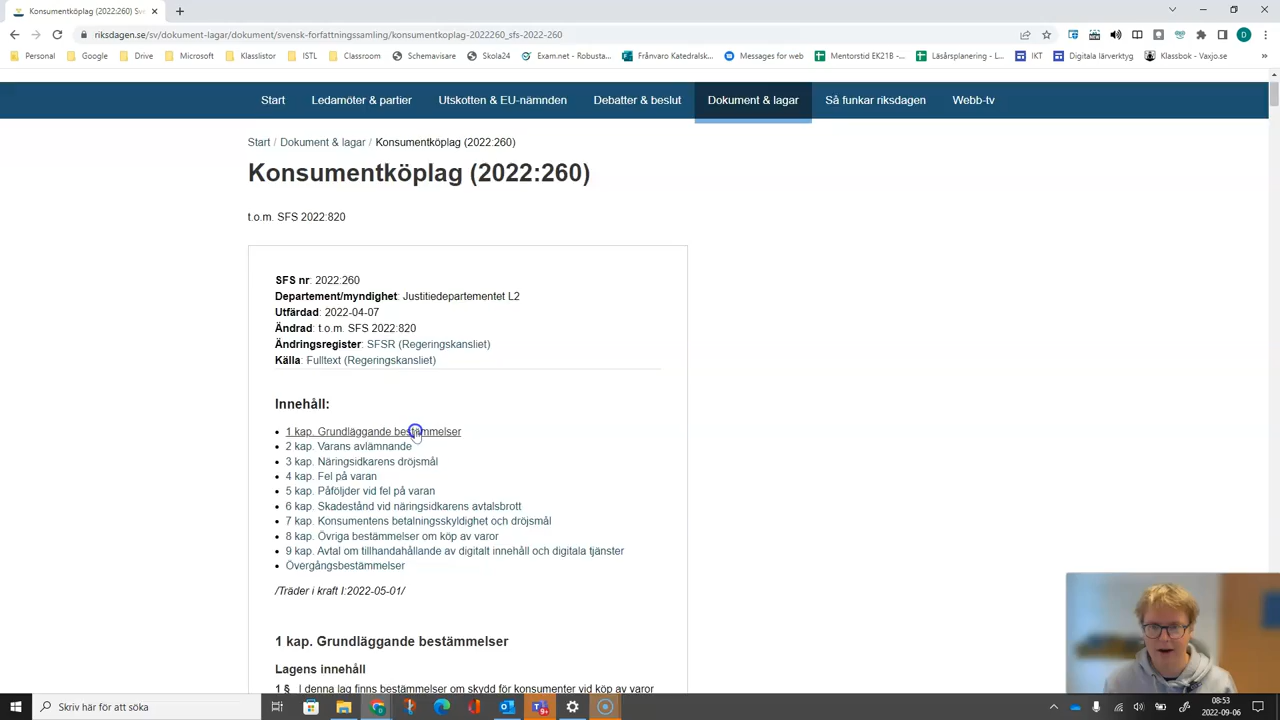 Konsumentköplag (2022:260) Sven
riksdagen.se/sv/dokument-lagar/dokument/svensk-forfattningssamling/konsumentkoplag-2022260_sfs-2022-260
D
Personal
Google
Drive
Microsoft
Klasslistor
ISTL
Classroom
Schemavisare
Skola24
Exam.net - Robusta...
Frånvaro Katedralsk...
Messages for web
Mentorstid EK21B -...
Läsårsplanering - L...
IKT
Digitala lärverktyg
Klassbok - Vaxjo.se
Start
Ledamöter & partier
Utskotten & EU-nämnden
Debatter & beslut
Dokument & lagar
Så funkar riksdagen
Webb-tv
Start / Dokument & lagar / Konsumentköplag (2022:260)
Konsumentköplag (2022:260)
t.o.m. SFS 2022:820
SFS nr: 2022:260
Departement/myndighet: Justitiedepartementet L2
Utfärdad: 2022-04-07
Ändrad: t.o.m. SFS 2022:820
Ändringsregister: SFSR (Regeringskansliet)
Källa: Fulltext (Regeringskansliet)
Innehåll:
1 kap. Grundläggande bestämmelser
2 kap. Varans avlämnande
3 kap. Näringsidkarens dröjsmål
4 kap. Fel på varan
5 kap. Påföljder vid fel på varan
6 kap. Skadestånd vid näringsidkarens avtalsbrott
7 kap. Konsumentens betalningsskyldighet och dröjsmål
8 kap. Övriga bestämmelser om köp av varor
9 kap. Avtal om tillhandahållande av digitalt innehåll och digitala tjänster
Övergångsbestämmelser
/Träder i kraft I:2022-05-01/
1 kap. Grundläggande bestämmelser
Lagens innehåll
1 § I denna lag finns bestämmelser om skydd för konsumenter vid köp av varor
Skriv här för att söka
08:53
2022-09-06